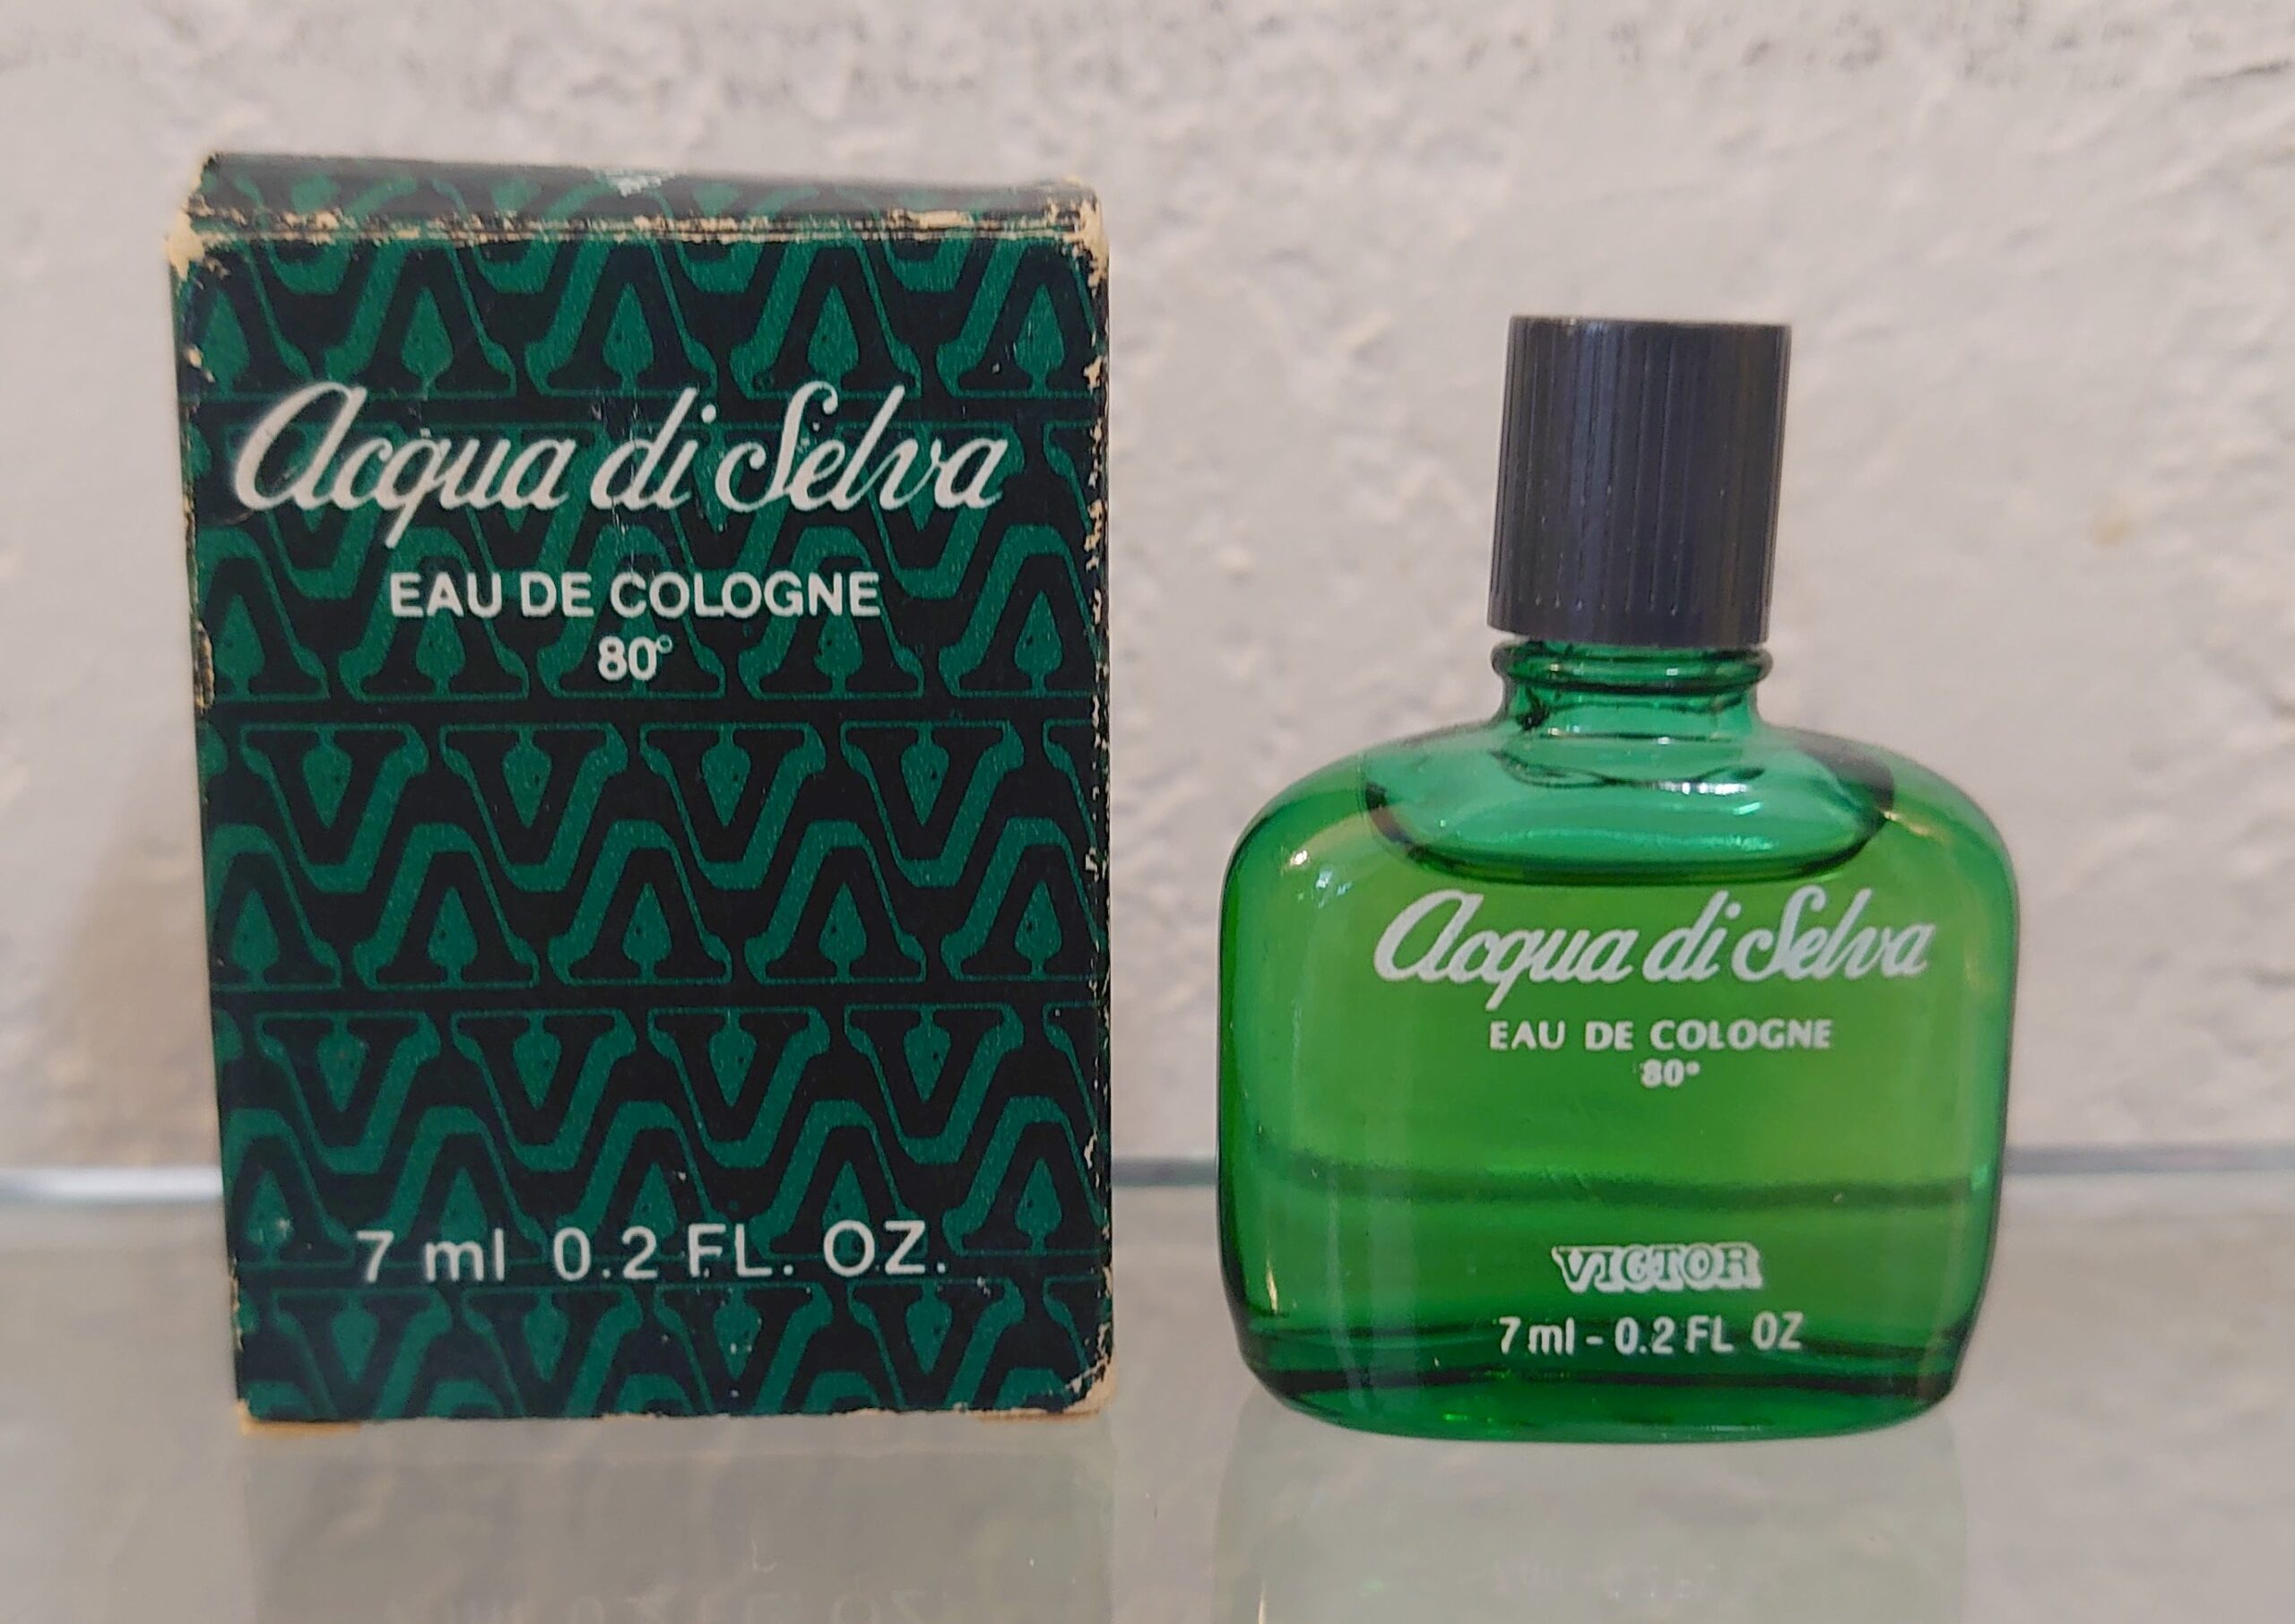 Acqua di Selva
EAU DE COLOGNE
80°
7 ml 0.2 FL. OZ.
Acqua di Selva
EAU DE COLOGNE
80°
VICTOR
7 ml - 0.2 FL OZ